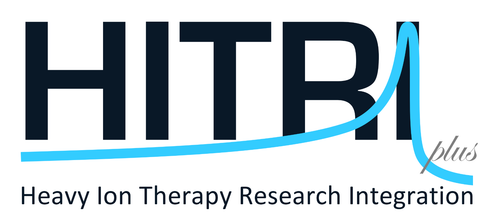 HITRI
plus
Heavy Ion Therapy Research Integration